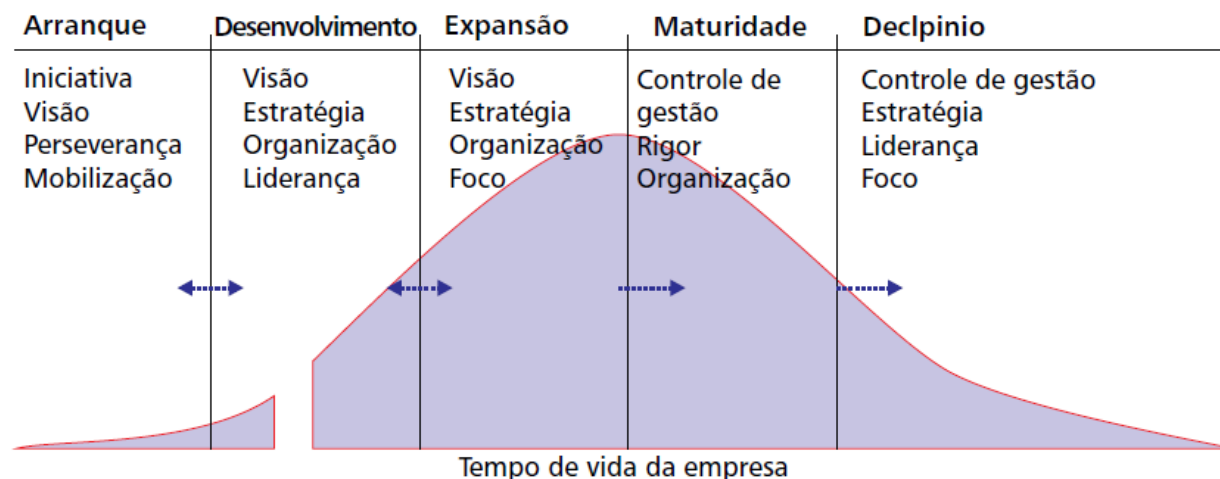 Arranque
Desenvolvimento
Expansão
Maturidade
Declpinio
Iniciativa
Visão
Perseverança
Mobilização
Visão
Estratégia
Organização
Liderança
Visão
Estratégia
Organização
Foco
Controle de
gestão
Rigor
Organização
Controle de gestão
Estratégia
Liderança
Foco
Tempo de vida da empresa